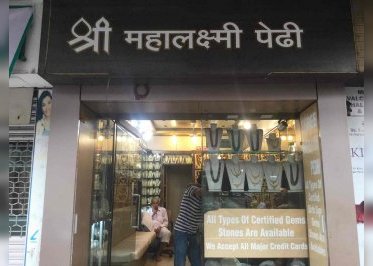 श्री महालक्ष्मी पेढी
All Types Of Certified Gems
Stones Are Available
We Accept All Major Credit Cards